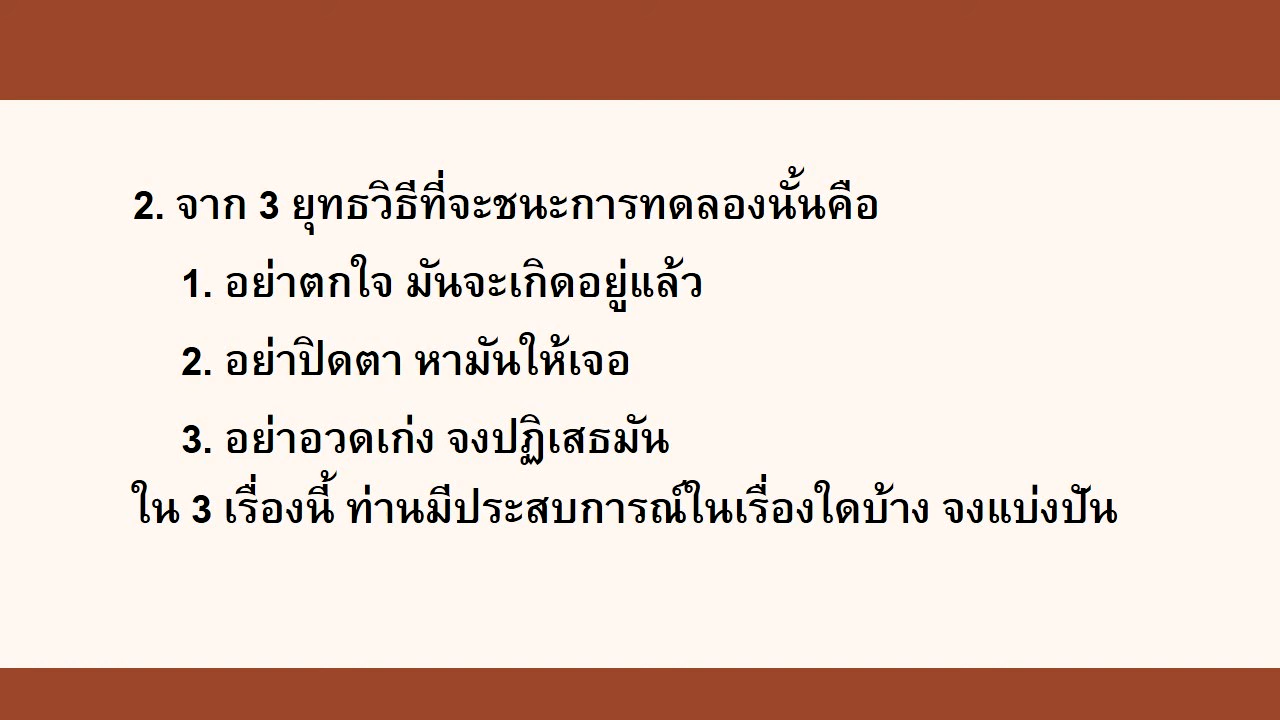 2. จาก 3 ยุทธวิธีที่จะชนะการทดลองนั้นคือ
1. อย่าตกใจ มันจะเกิดอยู่แล้ว
2. อย่าปิดตา หามันให้เจอ
3. อย่าอวดเก่ง จงปฏิเสธมัน
ใน 3 เรื่องนี้ ท่านมีประสบการณ์ในเรื่องใดบ้าง จงแบ่งปัน